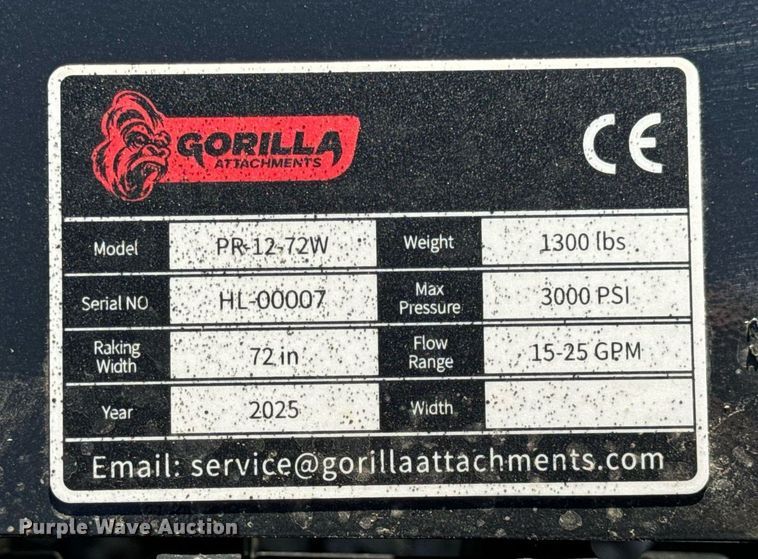 GORILLA
ATTACHMENTS
CE
Model PR-12-72W Weight 1300 lbs
Serial NO HL-00007 Max Pressure 3000 PSI
Raking Width 72 in Flow Range 15-25 GPM
Year 2025 Width
Email: service@gorillaattachments.com
Purple Wave Auction